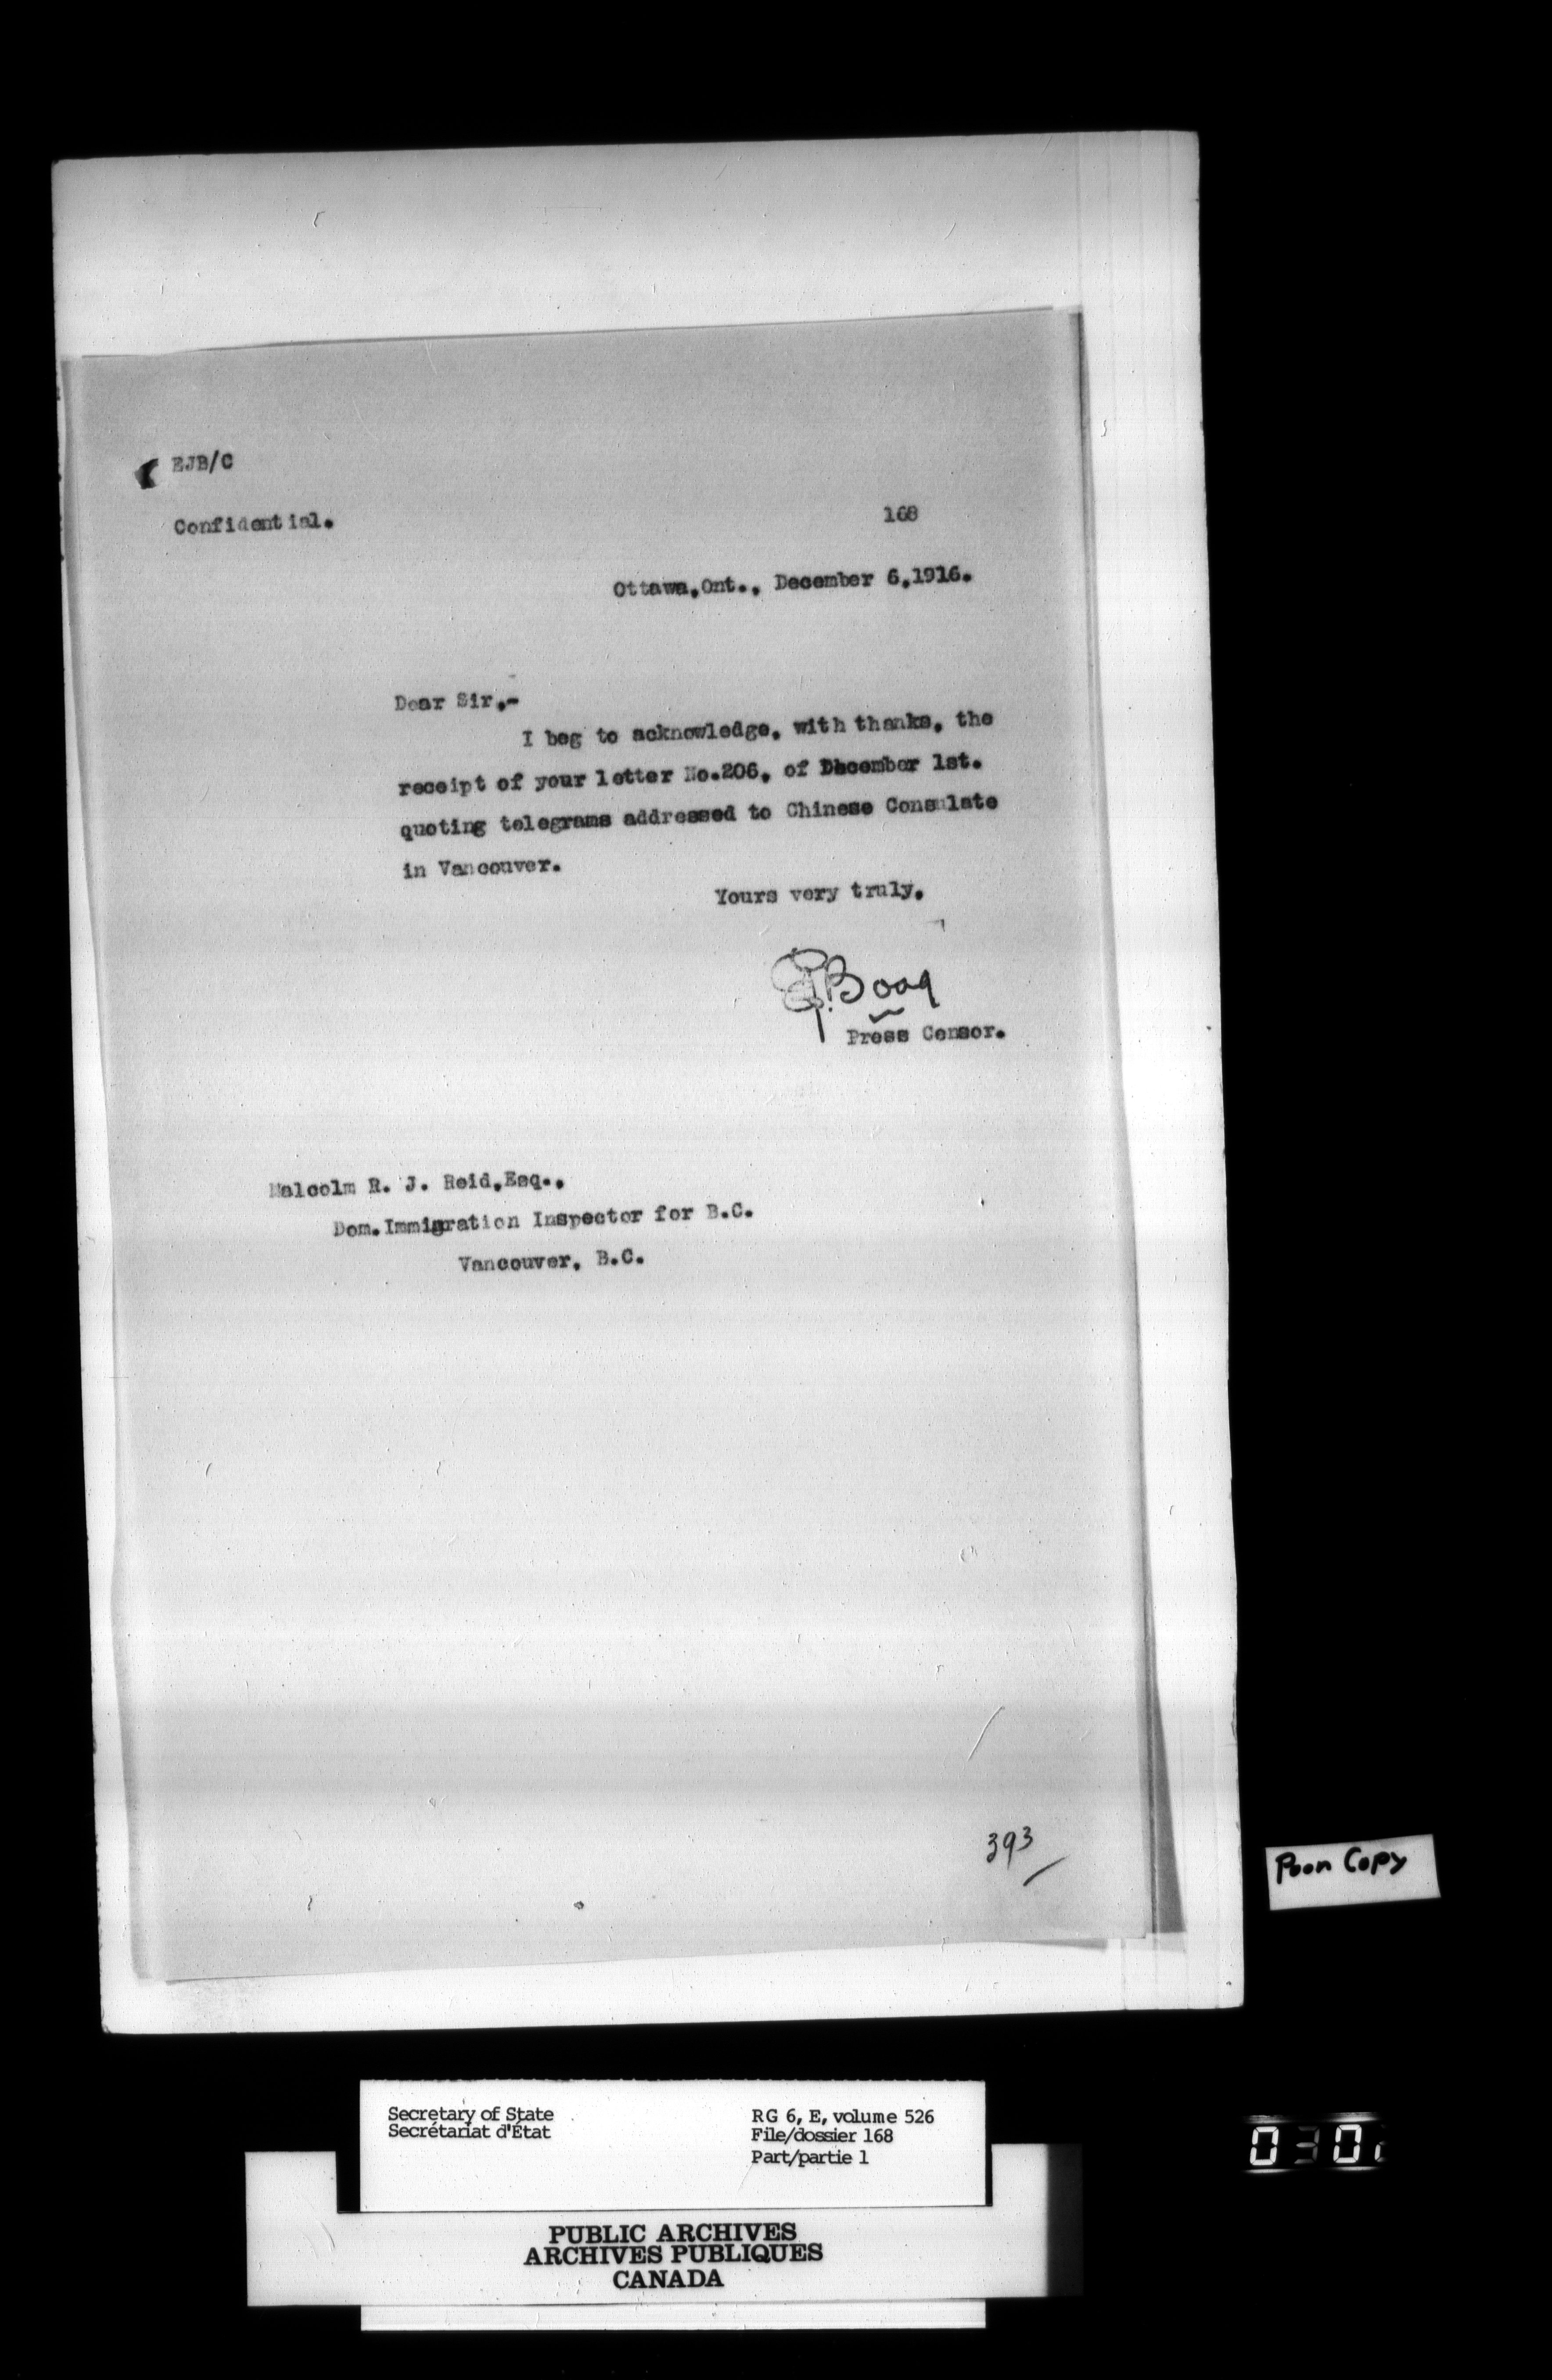 EJB/C
Confidential.
168
Ottawa,Ont., December 6,1916.
Dear Sir,-
I beg to acknowledge, with thanks, the
receipt of your letter No.206, of December 1st.
quoting telegrams addressed to Chinese Consulate
in Vancouver.
Yours very truly,
E.J.Boag
Press Censor.
Malcolm R. J. Reid,Esq.,
Dom.Immigration Inspector for B.C.
Vancouver, B.C.
393
Poor Copy
Secretary of State
Secrétariat d'État
RG 6, E, volume 526
File/dossier 168
Part/partie 1
PUBLIC ARCHIVES
ARCHIVES PUBLIQUES
CANADA